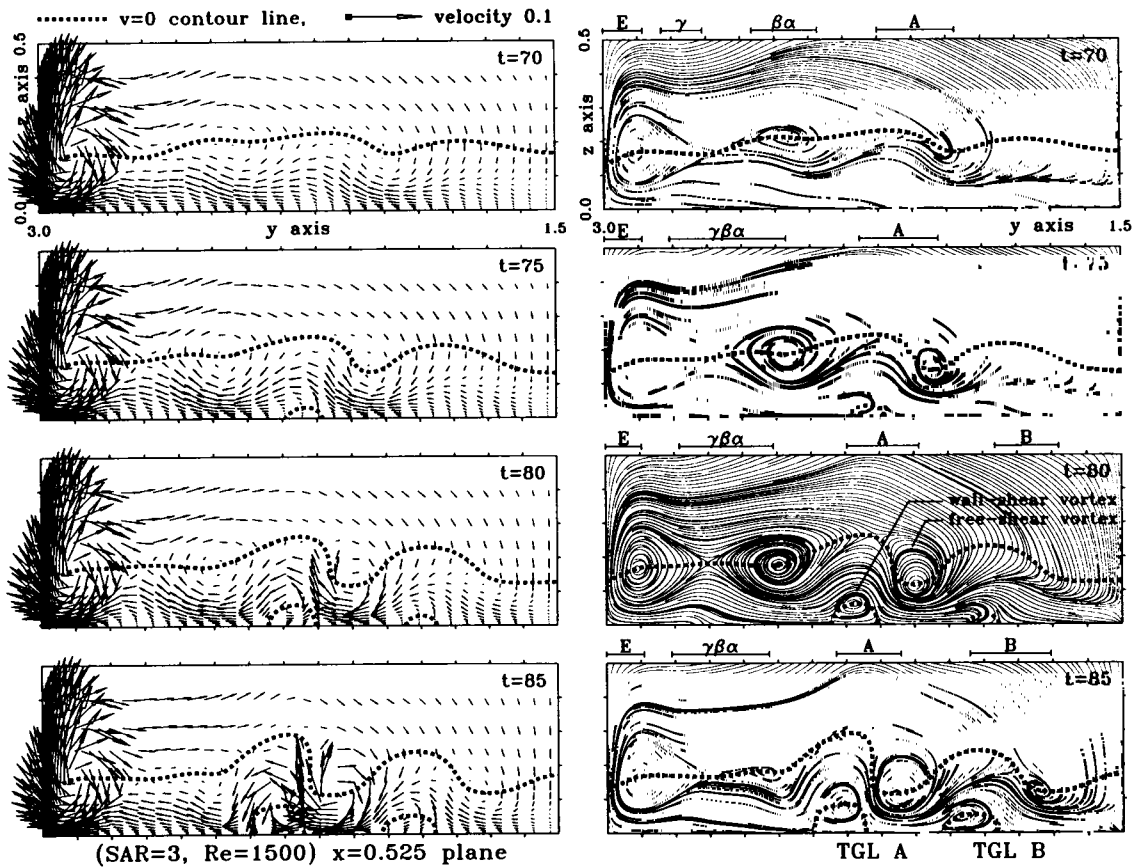 v=0 contour line, velocity 0.1
0.5
z axis
0.0
t=70
3.0 y axis 1.5
t=75
t=80
t=85
(SAR=3, Re=1500) x=0.525 plane
E γ βα A
0.5
z axis
0.0
t=70
3.0 y axis 1.5
E γβα A
t=75
E γβα A B
t=80
wall-shear vortex
free-shear vortex
E γβα A B
t=85
TGL A TGL B